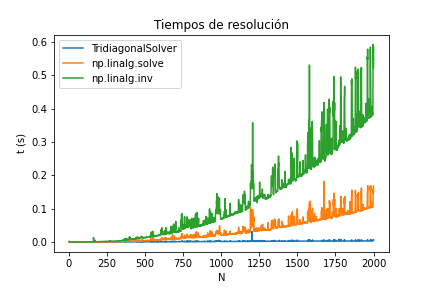 Tiempos de resolución
TridiagonalSolver
np.linalg.solve
np.linalg.inv
t (s)
0.6
0.5
0.4
0.3
0.2
0.1
0.0
0 250 500 750 1000 1250 1500 1750 2000
N